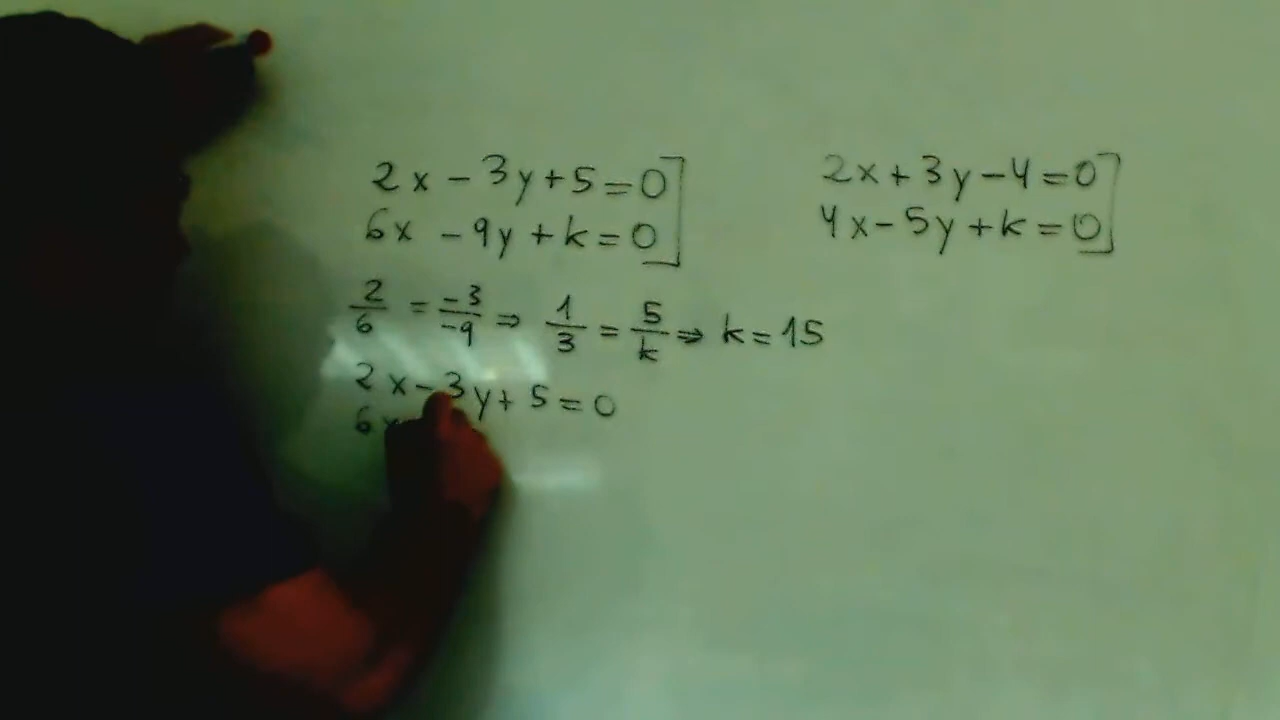 2x - 3y + 5 = 0]
6x - 9y + k = 0]
2/6 = -3/-9 ⇒ 1/3 = 5/k ⇒ k = 15
2x - 3y + 5 = 0
6x
2x + 3y - 4 = 0]
4x - 5y + k = 0]